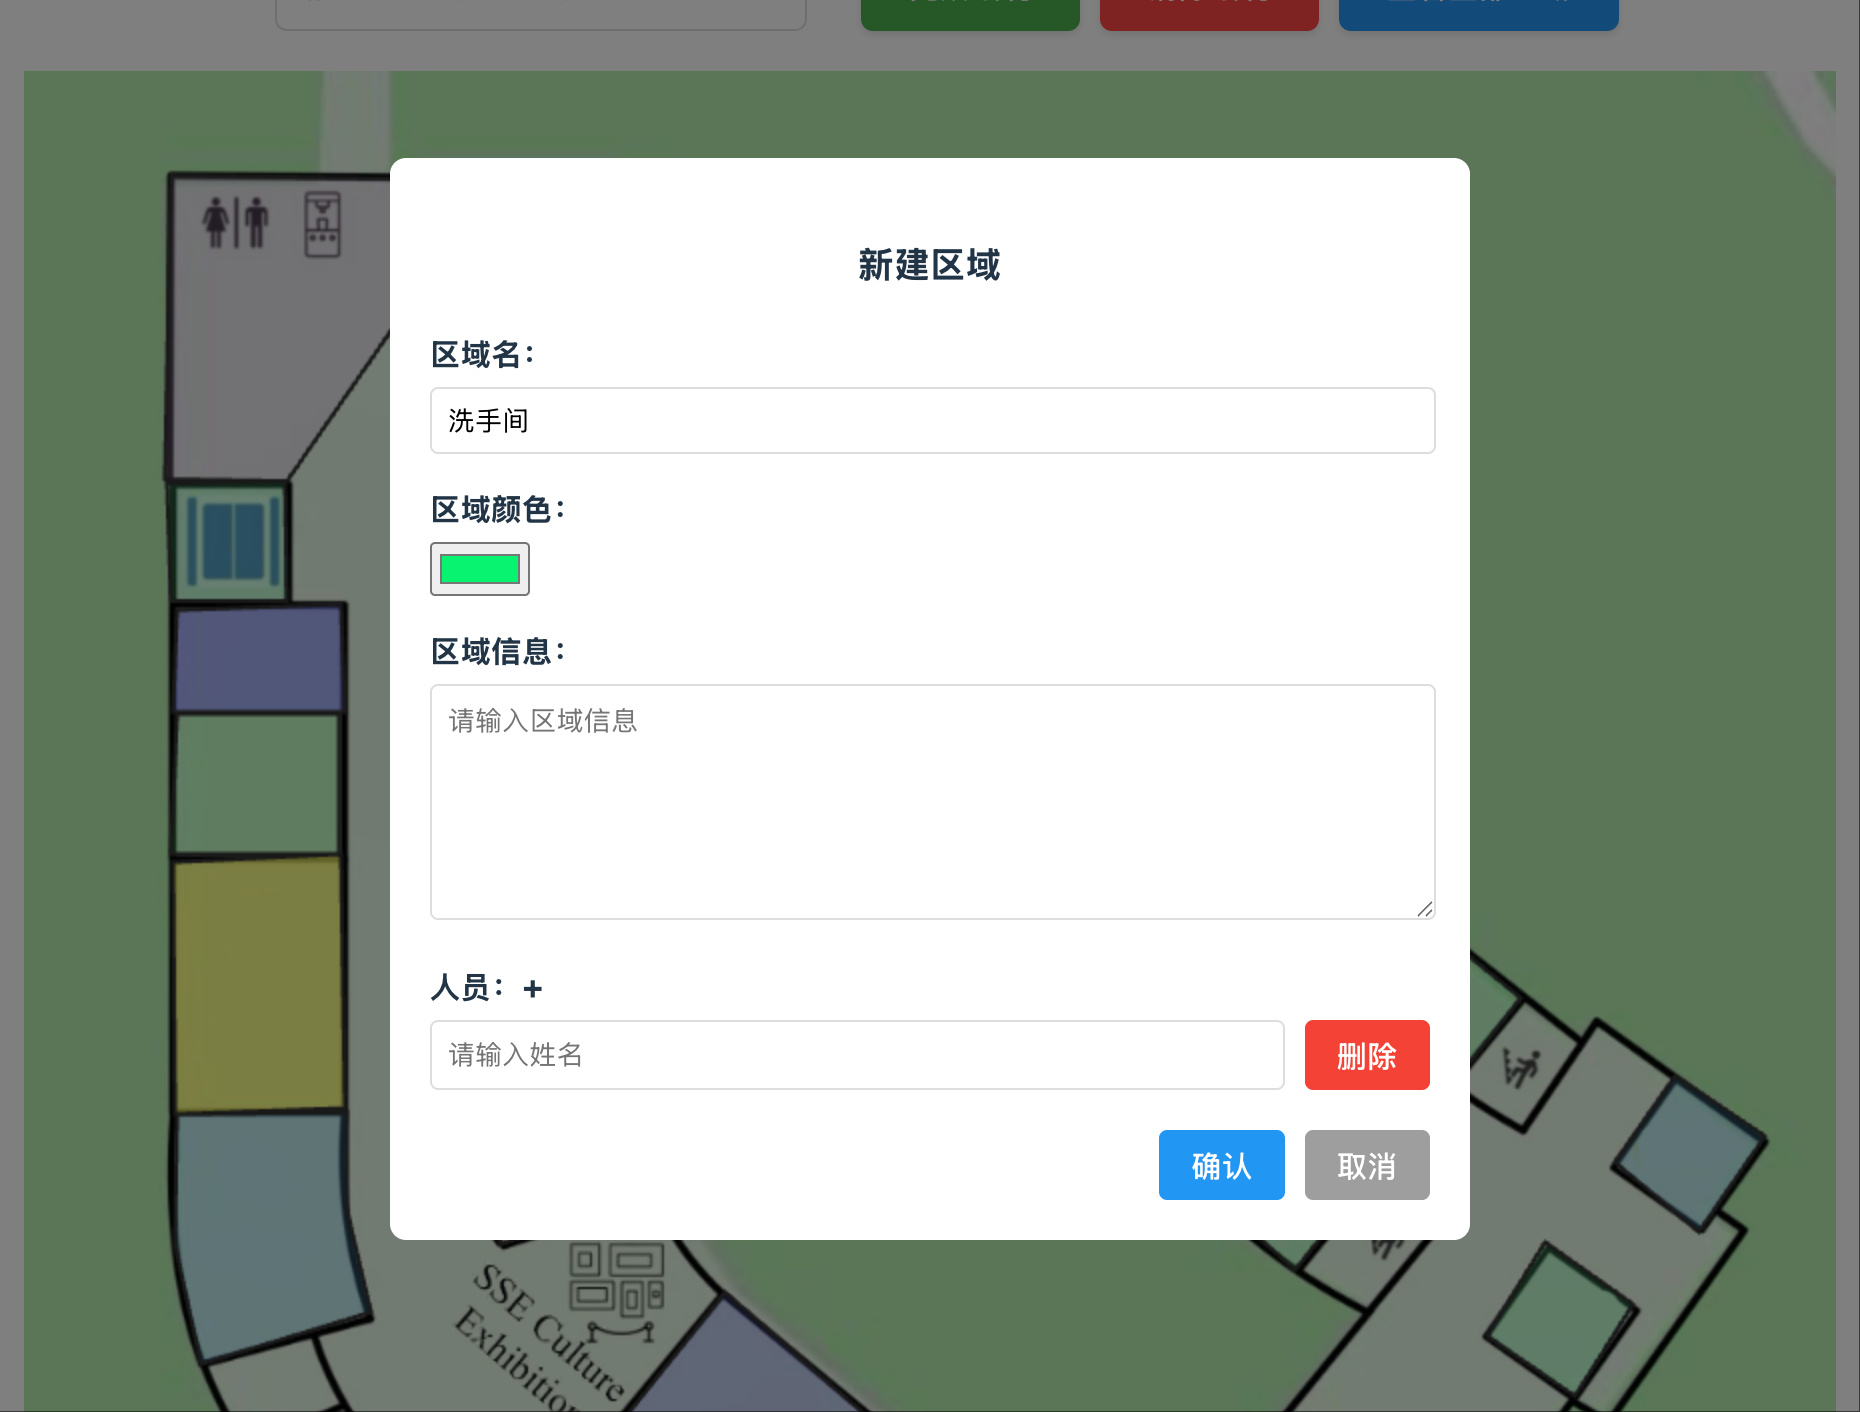 新建区域
区域名：
洗手间
区域颜色：
区域信息：
请输入区域信息
人员： +
请输入姓名
删除
确认
取消
SSE Culture
Exhibition